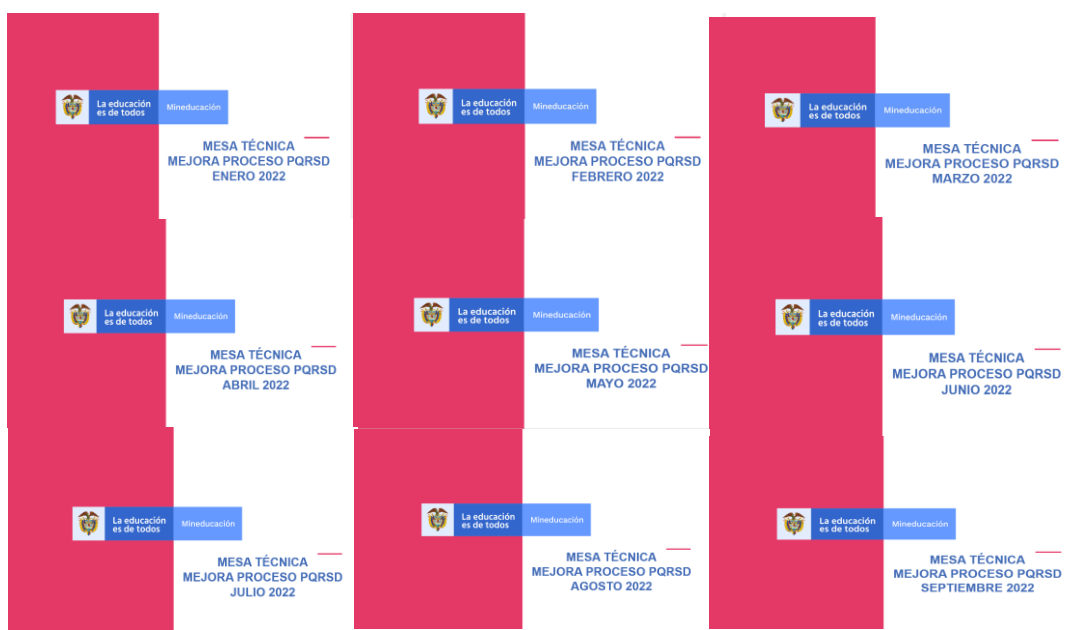 La educación
es de todos
Mineducación
MESA TÉCNICA
MEJORA PROCESO PQRSD
ENERO 2022
La educación
es de todos
Mineducación
MESA TÉCNICA
MEJORA PROCESO PQRSD
FEBRERO 2022
La educación
es de todos
Mineducación
MESA TÉCNICA
MEJORA PROCESO PQRSD
MARZO 2022
La educación
es de todos
Mineducación
MESA TÉCNICA
MEJORA PROCESO PQRSD
ABRIL 2022
La educación
es de todos
Mineducación
MESA TÉCNICA
MEJORA PROCESO PQRSD
MAYO 2022
La educación
es de todos
Mineducación
MESA TÉCNICA
MEJORA PROCESO PQRSD
JUNIO 2022
La educación
es de todos
Mineducación
MESA TÉCNICA
MEJORA PROCESO PQRSD
JULIO 2022
La educación
es de todos
Mineducación
MESA TÉCNICA
MEJORA PROCESO PQRSD
AGOSTO 2022
La educación
es de todos
Mineducación
MESA TÉCNICA
MEJORA PROCESO PQRSD
SEPTIEMBRE 2022